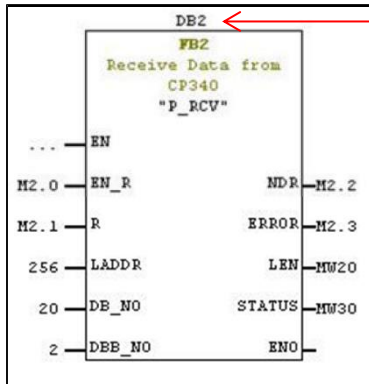 DB2
FB2
Receive Data from
CP340
"P_RCV"
... EN
M2.0 EN_R NDR M2.2
M2.1 R ERROR M2.3
256 LADDR LEN MW20
20 DB_NO STATUS MW30
2 DBB_NO ENO